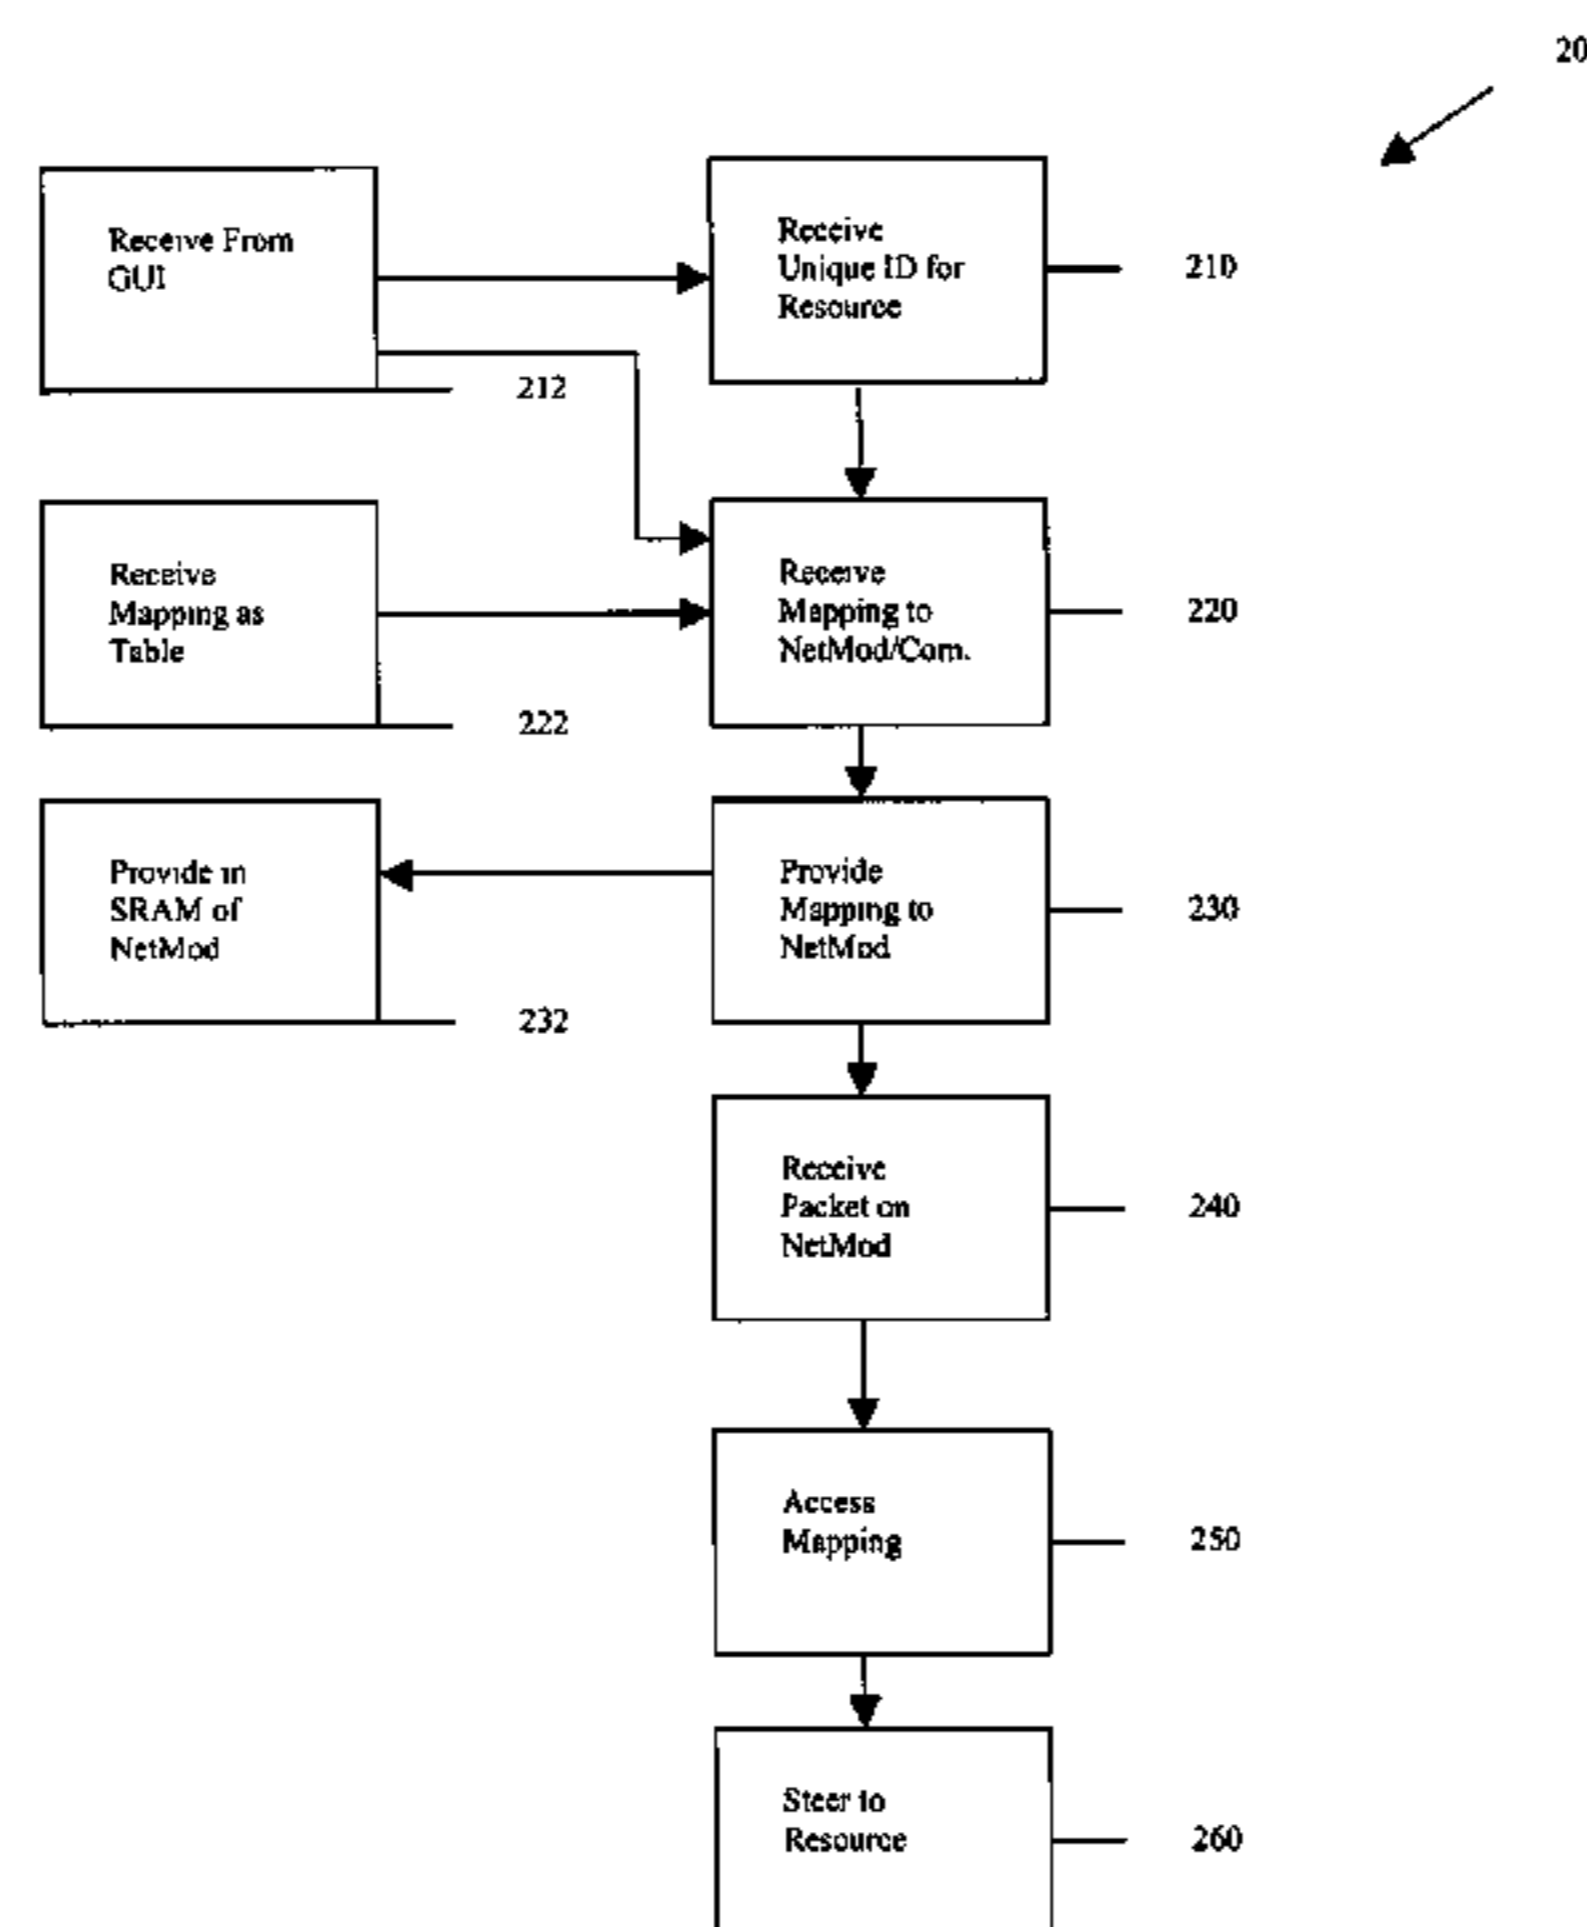 20
Receive From
GUI
212
Receive
Unique ID for
Resource
210
Receive
Mapping as
Table
222
Receive
Mapping to
NetMod/Com.
220
Provide in
SRAM of
NetMod
232
Provide
Mapping to
NetMod
230
Receive
Packet on
NetMod
240
Access
Mapping
250
Steer to
Resource
260